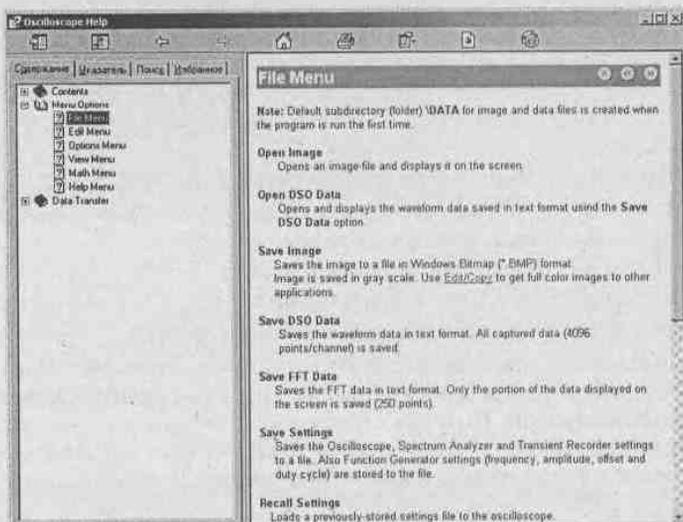 Oscilloscope Help
Содержание Указатель Поиск Избранное
Contents
Menu Options
File Menu
Edit Menu
Options Menu
View Menu
Math Menu
Help Menu
Data Transfer
File Menu
Note: Default subdirectory (folder) \DATA for image and data files is created when
the program is run the first time.
Open Image
Opens an image-file and displays it on the screen.
Open DSO Data
Opens and displays the waveform data saved in text format usind the Save
DSO Data option.
Save Image
Saves the image to a file in Windows Bitmap (*.BMP) format.
Image is saved in gray scale. Use Edit/Copy to get full color images to other
applications.
Save DSO Data
Saves the waveform data in text format. All captured data (4096
points/channel) is saved.
Save FFT Data
Saves the FFT data in text format. Only the portion of the data displayed on
the screen is saved (250 points).
Save Settings
Saves the Oscilloscope, Spectrum Analyzer and Transient Recorder settings
to a file. Also Function Generator settings (frequency, amplitude, offset and
duty cycle) are stored to the file.
Recall Settings
Loads a previously-stored settings file to the oscilloscope.